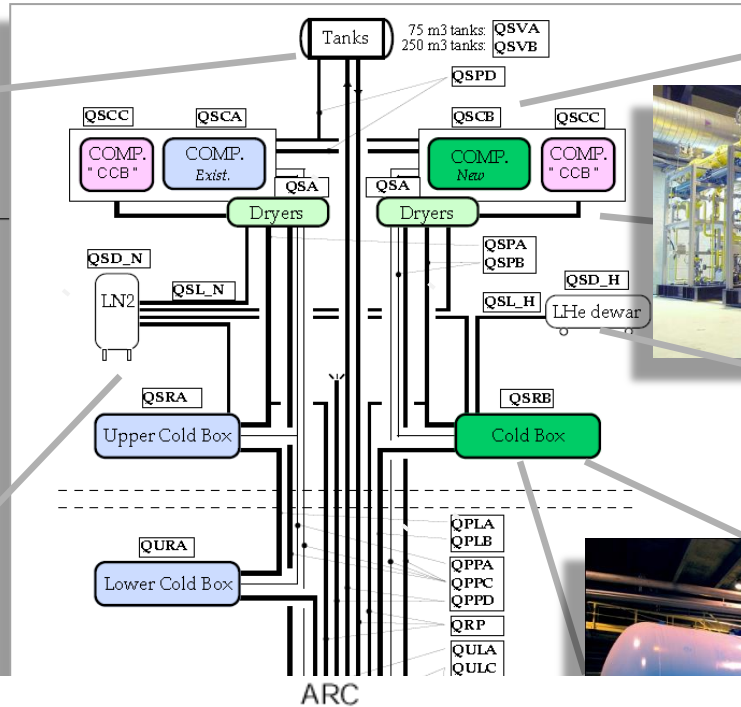 Tanks
75 m3 tanks: QSVA
250 m3 tanks: QSVB
QSPD
QSCC QSCA QSCB QSCC
COMP. COMP. COMP. COMP.
"CCB" Exist. New "CCB"
QSA QSA
Dryers Dryers
QSPA
QSPB
QSD_N QSD_H
QSL_N QSL_H
LN2 LHe dewar
QSRA QSRB
Upper Cold Box Cold Box
QPLA
QPLB
QURA
QPPA
QPPC
QPPD
Lower Cold Box
QRP
QULA
QULC
ARC